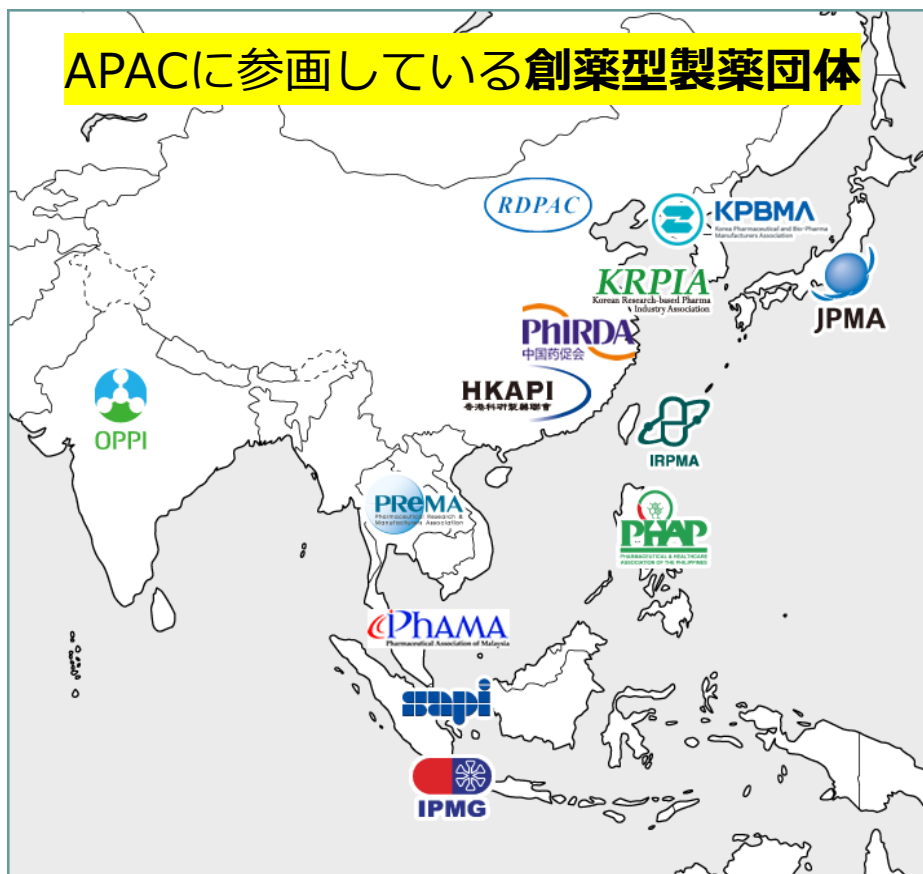 APACに参画している創薬型製薬団体
RDPAC
KPBMA
Korea Pharmaceutical and Bio-Pharma
Manufacturers Association
KRPIA
Korean Research-based Pharma
Industry Association
JPMA
PhIRDA
中国药促会
HKAPI
香港科研製藥聯會
OPPI
IRPMA
PReMA
Pharmaceutical Research &
Manufacturers Association
PHAP
PHARMACEUTICAL & HEALTHCARE
ASSOCIATION OF THE PHILIPPINES
PhAMA
Pharmaceutical Association of Malaysia
sapi
IPMG